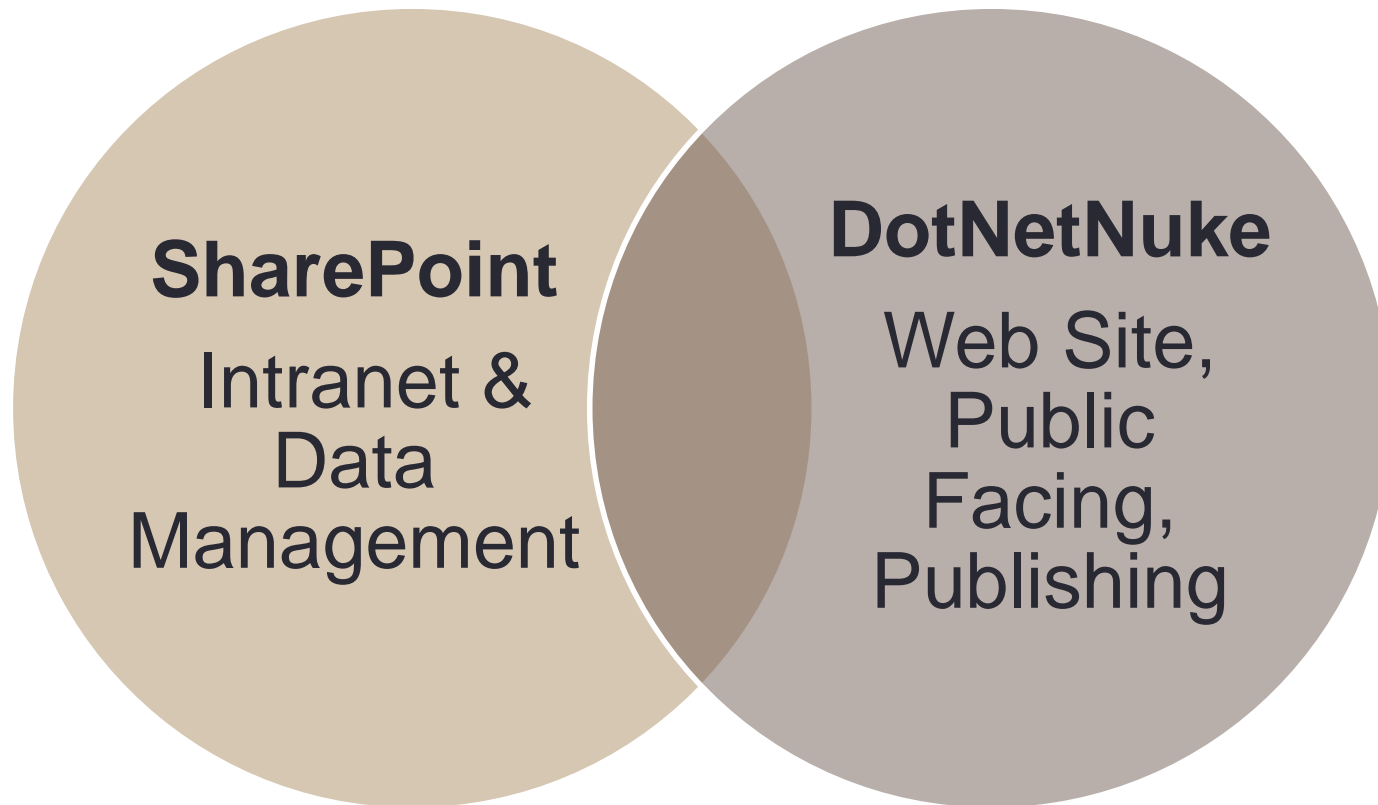 SharePoint
Intranet &
Data
Management
DotNetNuke
Web Site,
Public
Facing,
Publishing